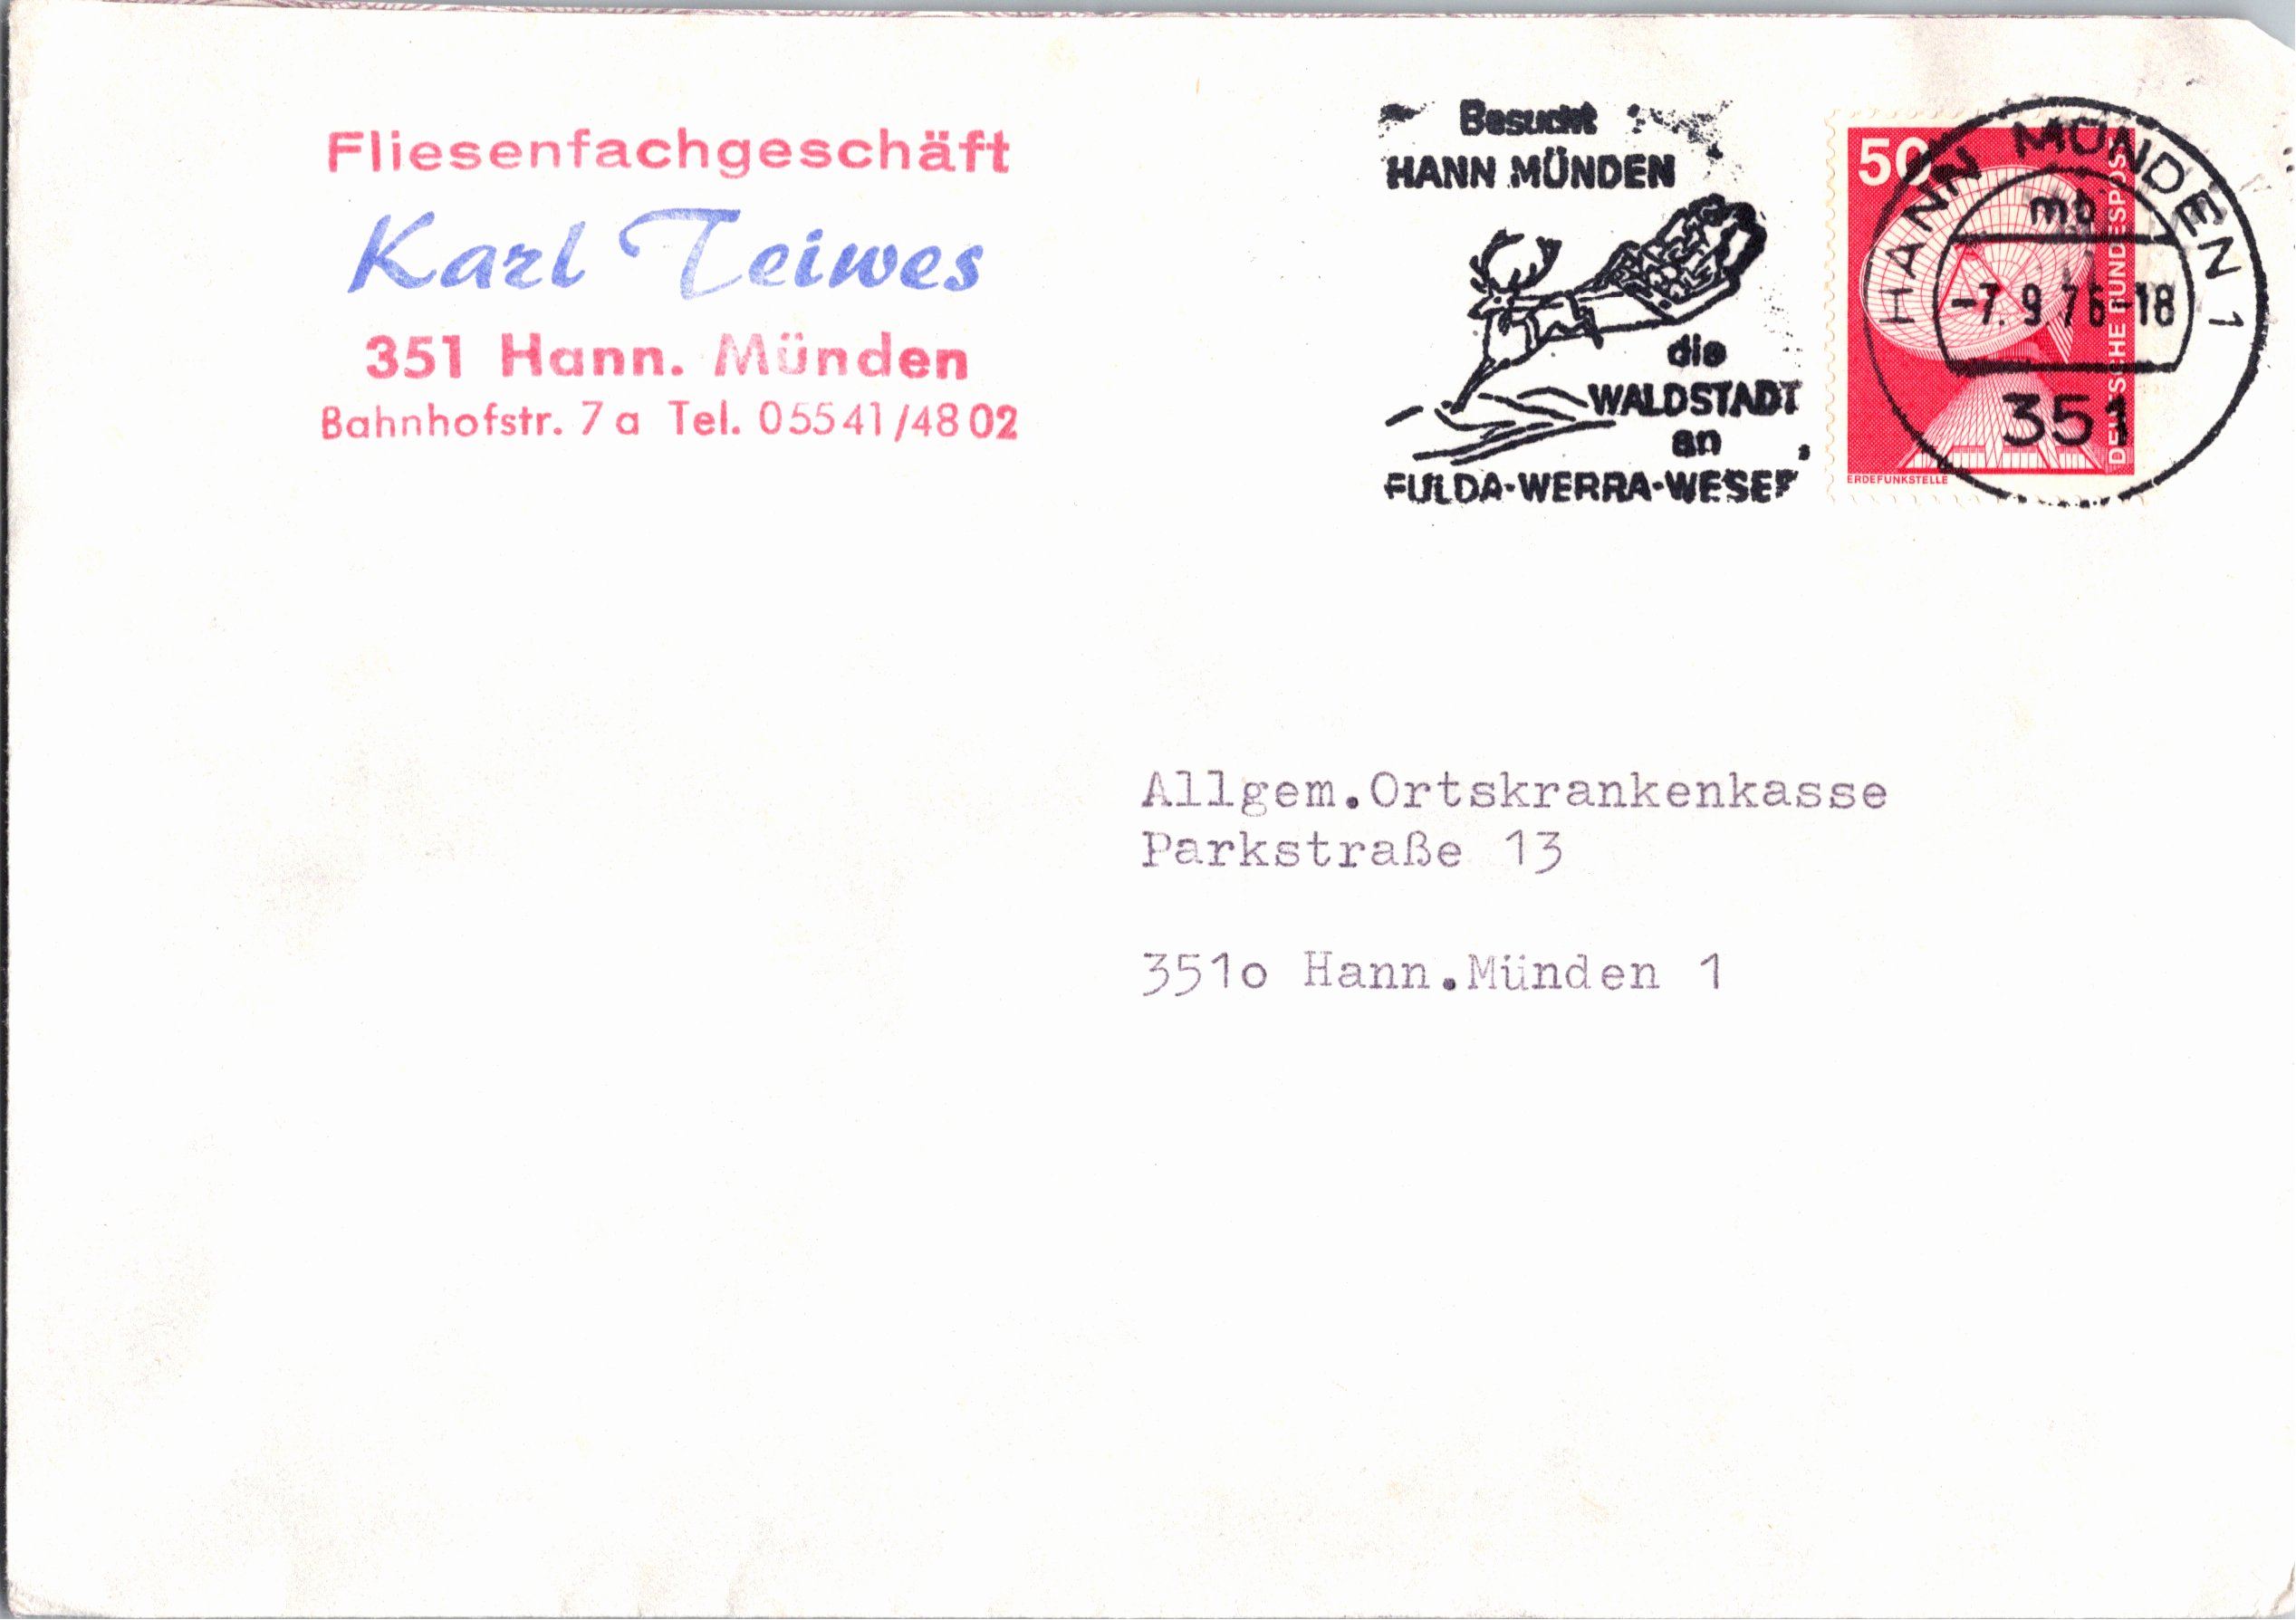 Fliesenfachgeschäft
Karl Teiwes
351 Hann. Münden
Bahnhofstr. 7a Tel. 05541/4802
Besucht
HANN MÜNDEN
die
WALDSTADT
an
FULDA-WERRA-WESER
50
DEUTSCHE BUNDESPOST
ERDEFUNKSTELLE
HANN MÜNDEN 1
mb
-7.9.76-18
351
Allgem.Ortskrankenkasse
Parkstraße 13
351o Hann.Münden 1